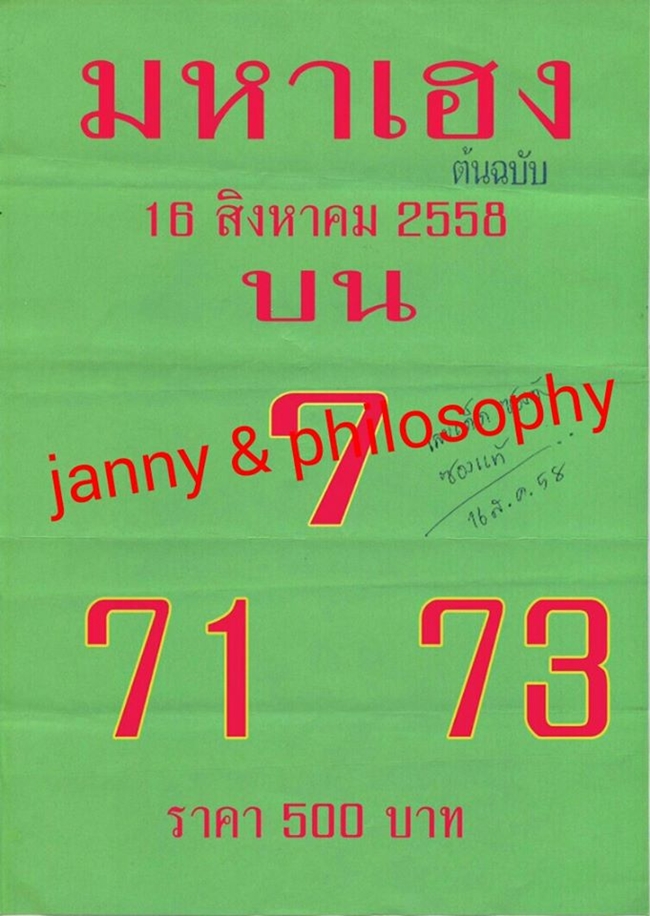 มหาเฮง
ต้นฉบับ
16 สิงหาคม 2558
บน
7
janny & philosophy
ซองแท้
16 ส.ค. 58
71 73
ราคา 500 บาท